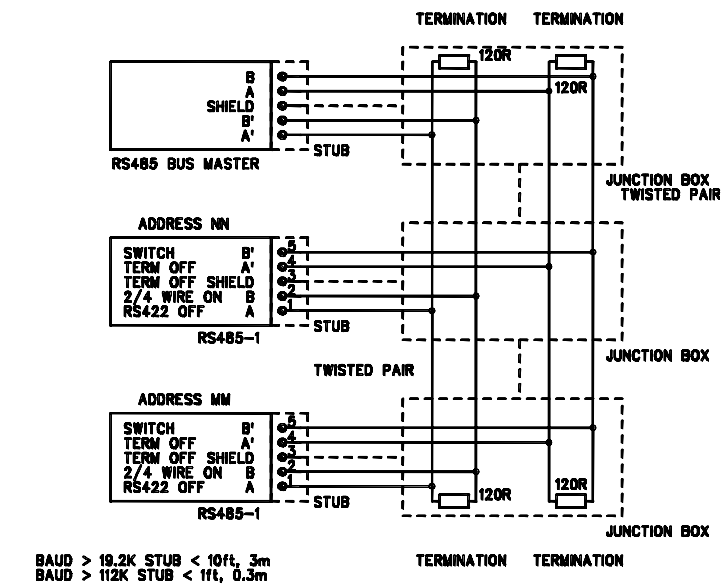 TERMINATION TERMINATION
120R
120R
B
A
SHIELD
B'
A'
STUB
RS485 BUS MASTER
JUNCTION BOX
TWISTED PAIR
ADDRESS NN
SWITCH B' 5
TERM OFF A' 4
TERM OFF SHIELD 3
2/4 WIRE ON B 2
RS422 OFF A 1
STUB
RS485-1
JUNCTION BOX
TWISTED PAIR
ADDRESS MM
SWITCH B' 5
TERM OFF A' 4
TERM OFF SHIELD 3
2/4 WIRE ON B 2
RS422 OFF A 1
120R 120R
STUB
RS485-1
JUNCTION BOX
BAUD > 19.2K STUB < 10ft, 3m
BAUD > 112K STUB < 1ft, 0.3m
TERMINATION TERMINATION